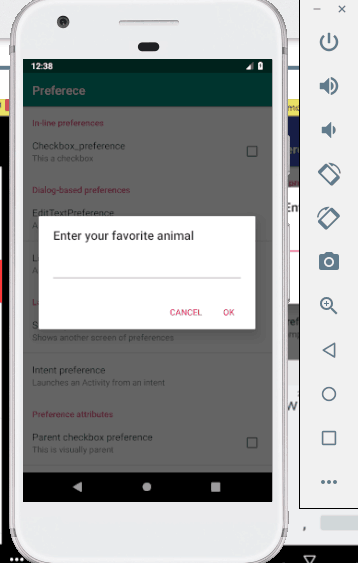 12:38
Preferece
In-line preferences
Checkbox_preference
This a checkbox
Dialog-based preferences
EditTextPreference
Enter your favorite animal
CANCEL OK
Shows another screen of preferences
Intent preference
Launches an Activity from an intent
Preference attributes
Parent checkbox preference
This is visually parent